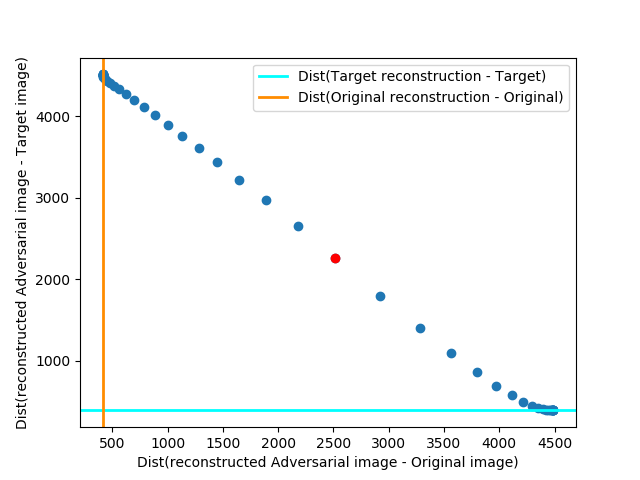 Dist(Target reconstruction - Target)
Dist(Original reconstruction - Original)
Dist(reconstructed Adversarial image - Target image)
4000
3000
2000
1000
500 1000 1500 2000 2500 3000 3500 4000 4500
Dist(reconstructed Adversarial image - Original image)